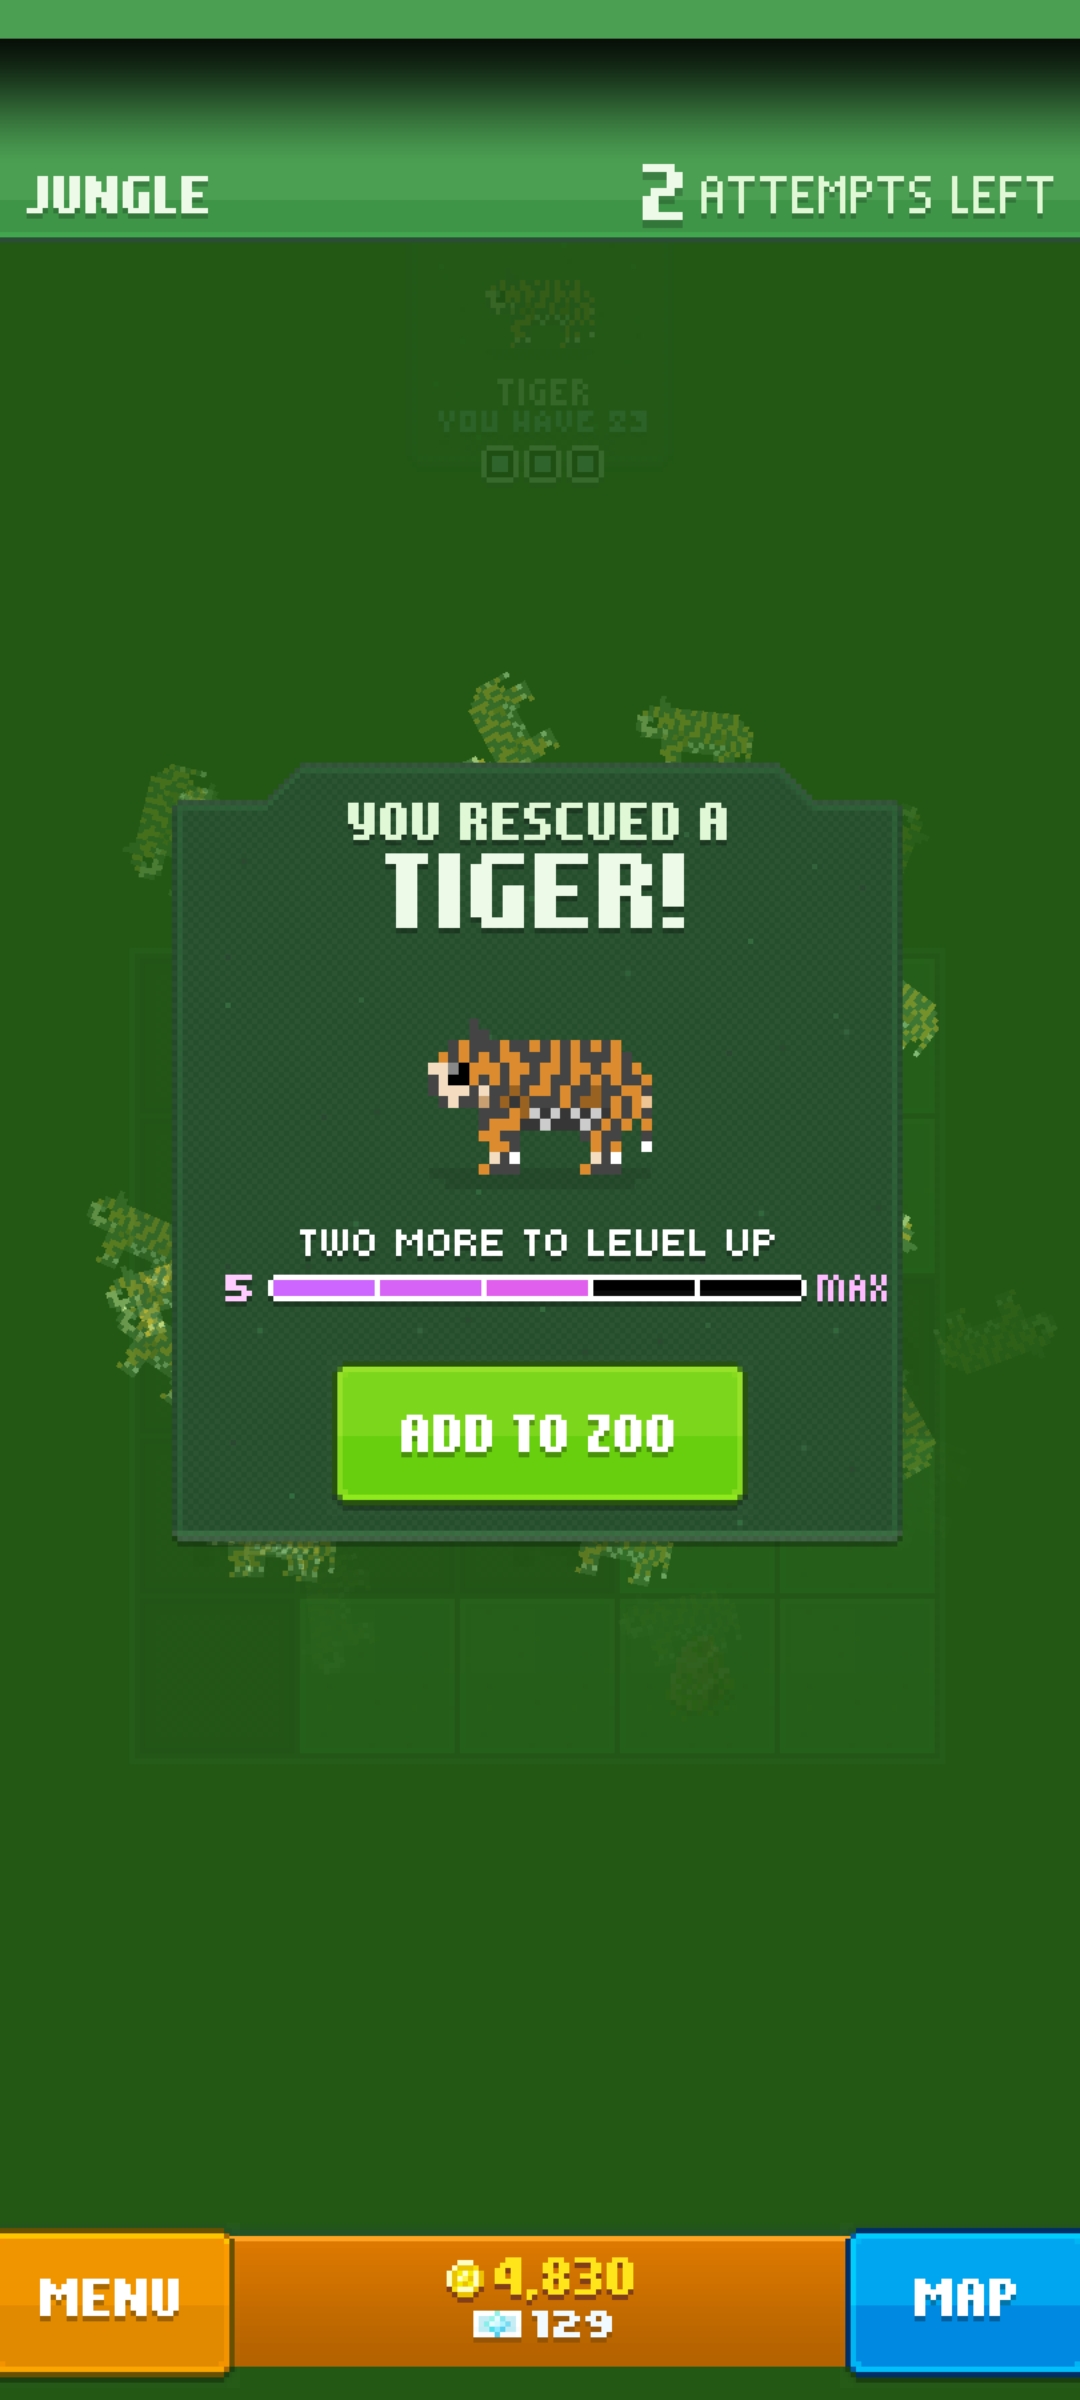 JUNGLE
2 ATTEMPTS LEFT
TIGER
YOU HAVE 23
YOU RESCUED A
TIGER!
TWO MORE TO LEVEL UP
5 MAX
ADD TO ZOO
MENU
4,830
129
MAP